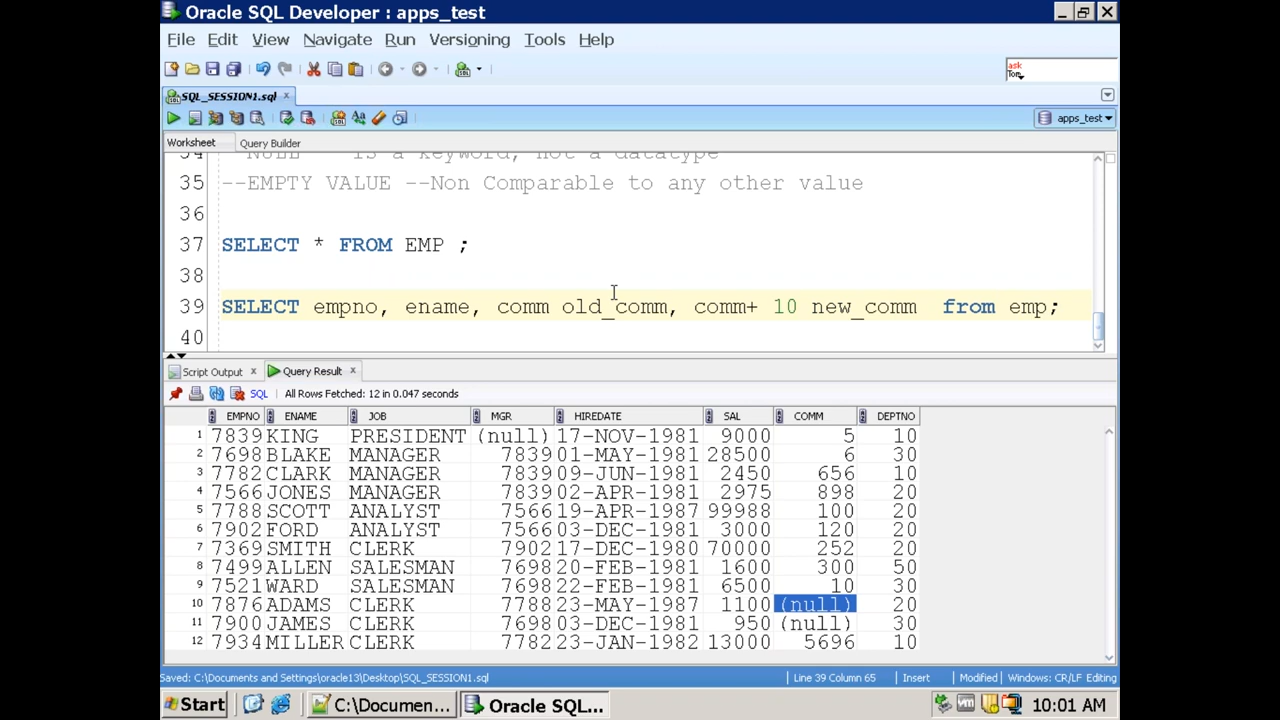 Oracle SQL Developer : apps_test
File Edit View Navigate Run Versioning Tools Help
ask Tom
SQL_SESSION1.sql
apps_test
Worksheet Query Builder
34 --NULL is a keyword, not a datatype
35 --EMPTY VALUE --Non Comparable to any other value
36
37 SELECT * FROM EMP ;
38
39 SELECT empno, ename, comm old_comm, comm+ 10 new_comm from emp;
40
Script Output Query Result
SQL All Rows Fetched: 12 in 0.047 seconds
EMPNO ENAME JOB MGR HIREDATE SAL COMM DEPTNO
1 7839 KING PRESIDENT (null) 17-NOV-1981 9000 5 10
2 7698 BLAKE MANAGER 7839 01-MAY-1981 28500 6 30
3 7782 CLARK MANAGER 7839 09-JUN-1981 2450 656 10
4 7566 JONES MANAGER 7839 02-APR-1981 2975 898 20
5 7788 SCOTT ANALYST 7566 19-APR-1987 99988 100 20
6 7902 FORD ANALYST 7566 03-DEC-1981 3000 120 20
7 7369 SMITH CLERK 7902 17-DEC-1980 70000 252 20
8 7499 ALLEN SALESMAN 7698 20-FEB-1981 1600 300 50
9 7521 WARD SALESMAN 7698 22-FEB-1981 6500 10 30
10 7876 ADAMS CLERK 7788 23-MAY-1987 1100 (null) 20
11 7900 JAMES CLERK 7698 03-DEC-1981 950 (null) 30
12 7934 MILLER CLERK 7782 23-JAN-1982 13000 5696 10
Saved: C:\Documents and Settings\oracle13\Desktop\SQL_SESSION1.sql Line 39 Column 65 Insert Modified Windows: CR/LF Editing
Start C:\Documen... Oracle SQL... 10:01 AM